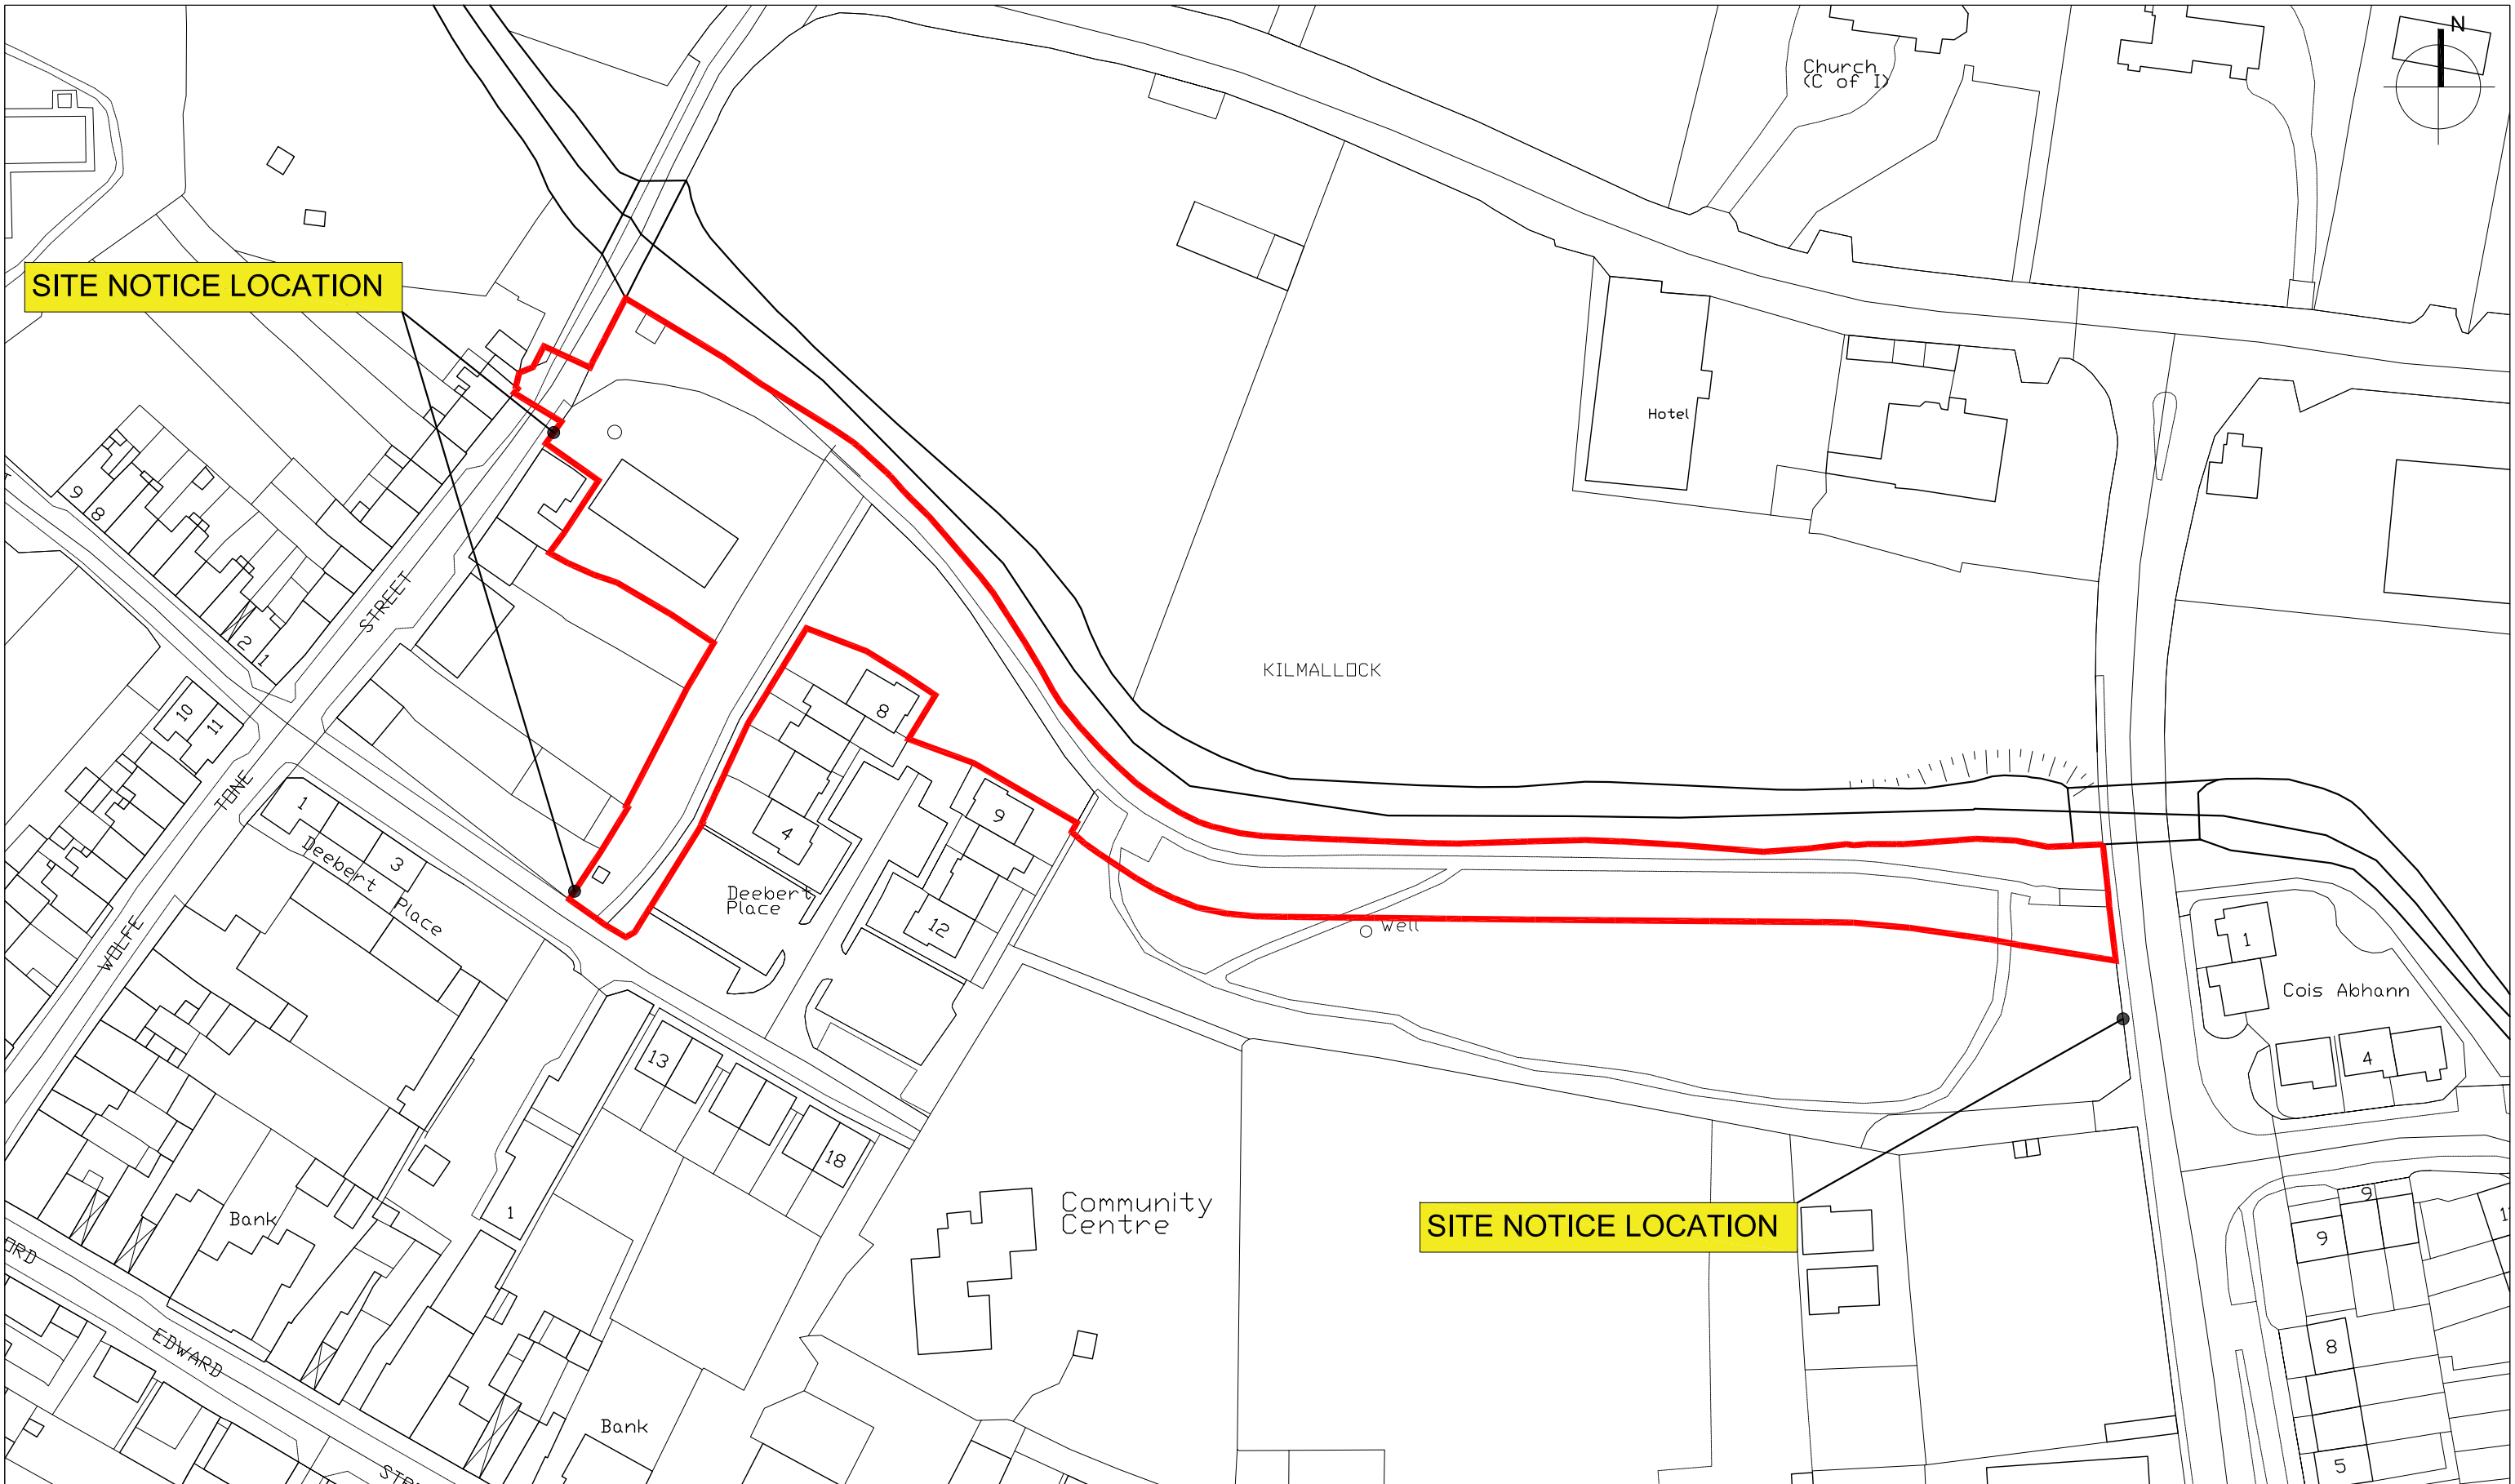 N
Church
(C of I)
SITE NOTICE LOCATION
Hotel
9
8
2
1
STREET
KILMALLOCK
10
11
8
TONE
1
3
Deebert
Place
4
9
Deebert
Place
12
Well
WOLFE
1
Cois Abhann
4
13
18
1
Bank
Community
Centre
SITE NOTICE LOCATION
9
9
8
5
EDWARD
Bank